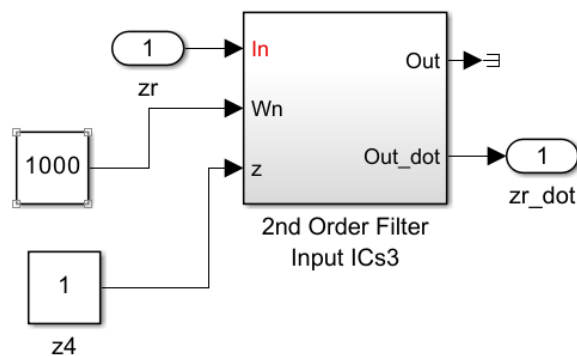 1
zr
In
Wn
z
Out
Out_dot
1
zr_dot
1000
2nd Order Filter
Input ICs3
1
z4